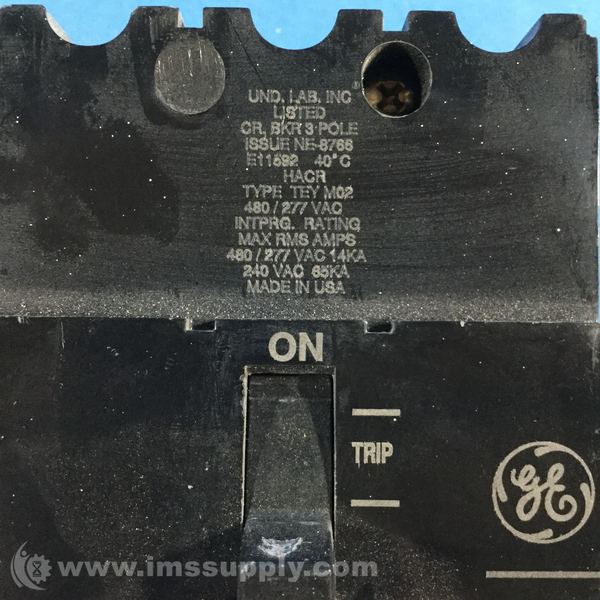 UND. LAB. INC.
LISTED
CR. BKR 3 POLE
ISSUE NE-8766
E11592 40°C
HACR
TYPE TEY M02
480 / 277 VAC
INTPRG. RATING
MAX RMS AMPS
480 / 277 VAC 14KA
240 VAC 65KA
MADE IN USA
ON
TRIP
GE
www.imssupply.com